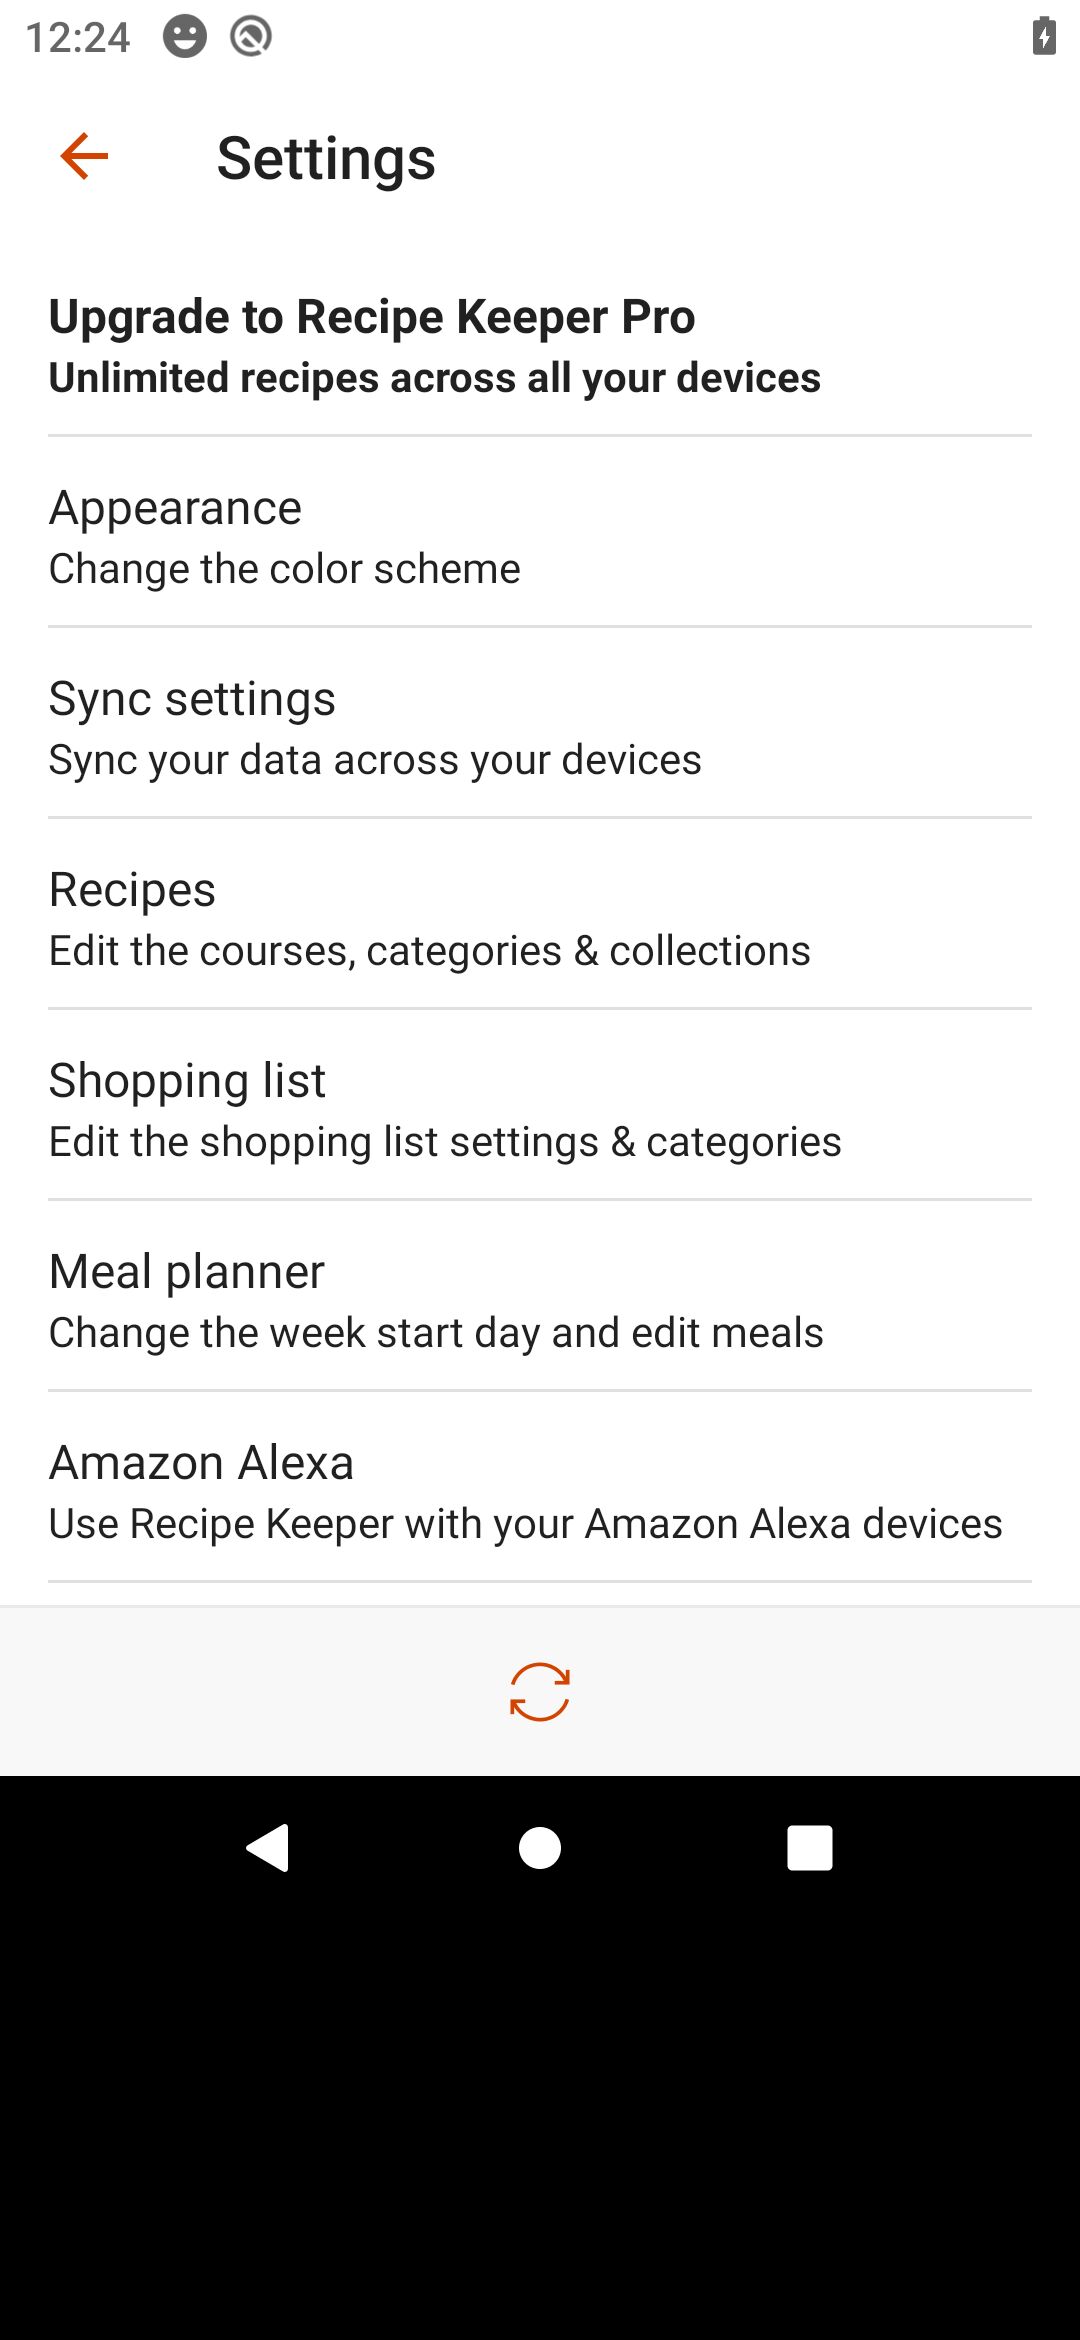 12:24
Settings
Upgrade to Recipe Keeper Pro
Unlimited recipes across all your devices
Appearance
Change the color scheme
Sync settings
Sync your data across your devices
Recipes
Edit the courses, categories & collections
Shopping list
Edit the shopping list settings & categories
Meal planner
Change the week start day and edit meals
Amazon Alexa
Use Recipe Keeper with your Amazon Alexa devices